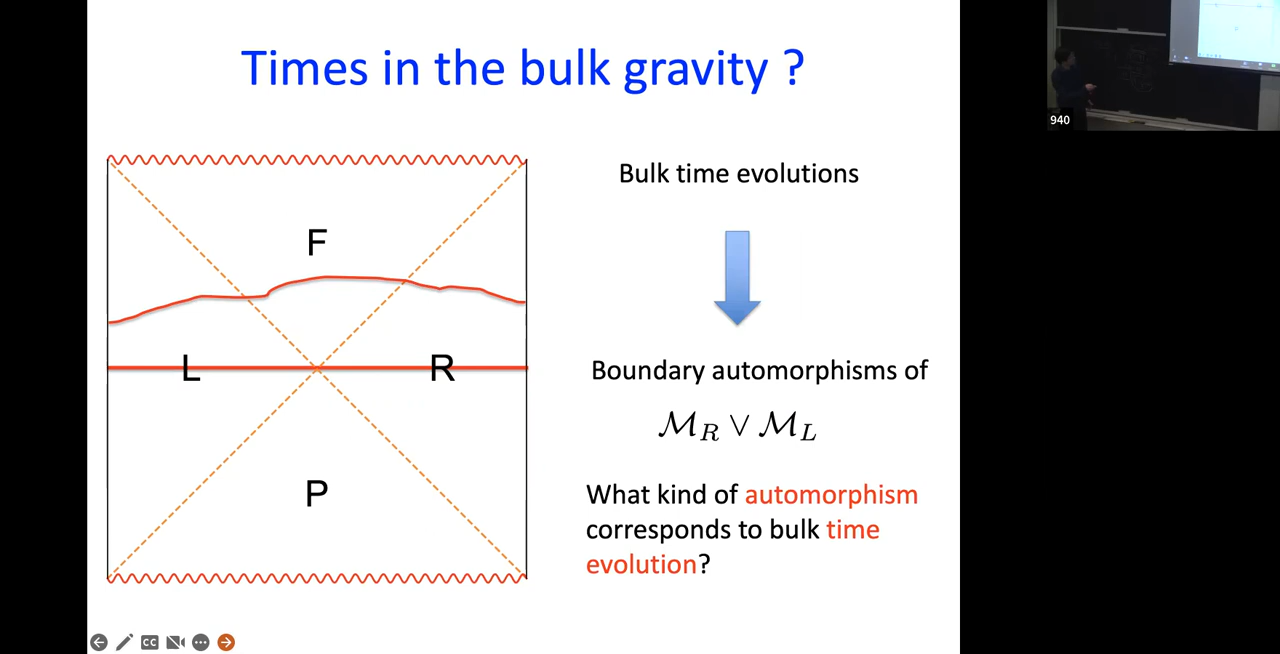 Times in the bulk gravity ?
F
L
R
P
Bulk time evolutions
Boundary automorphisms of
ℳ_R ∨ ℳ_L
What kind of automorphism
corresponds to bulk time
evolution?
CC
940